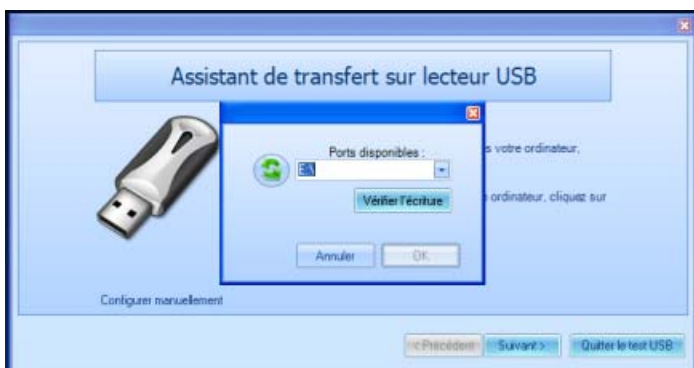 Assistant de transfert sur lecteur USB
Ports disponibles :
s votre ordinateur,
E:\
Vérifier l'écriture
ordinateur, cliquez sur
Annuler
OK
Configurer manuellement
< Précédent
Suivant >
Quitter le test USB